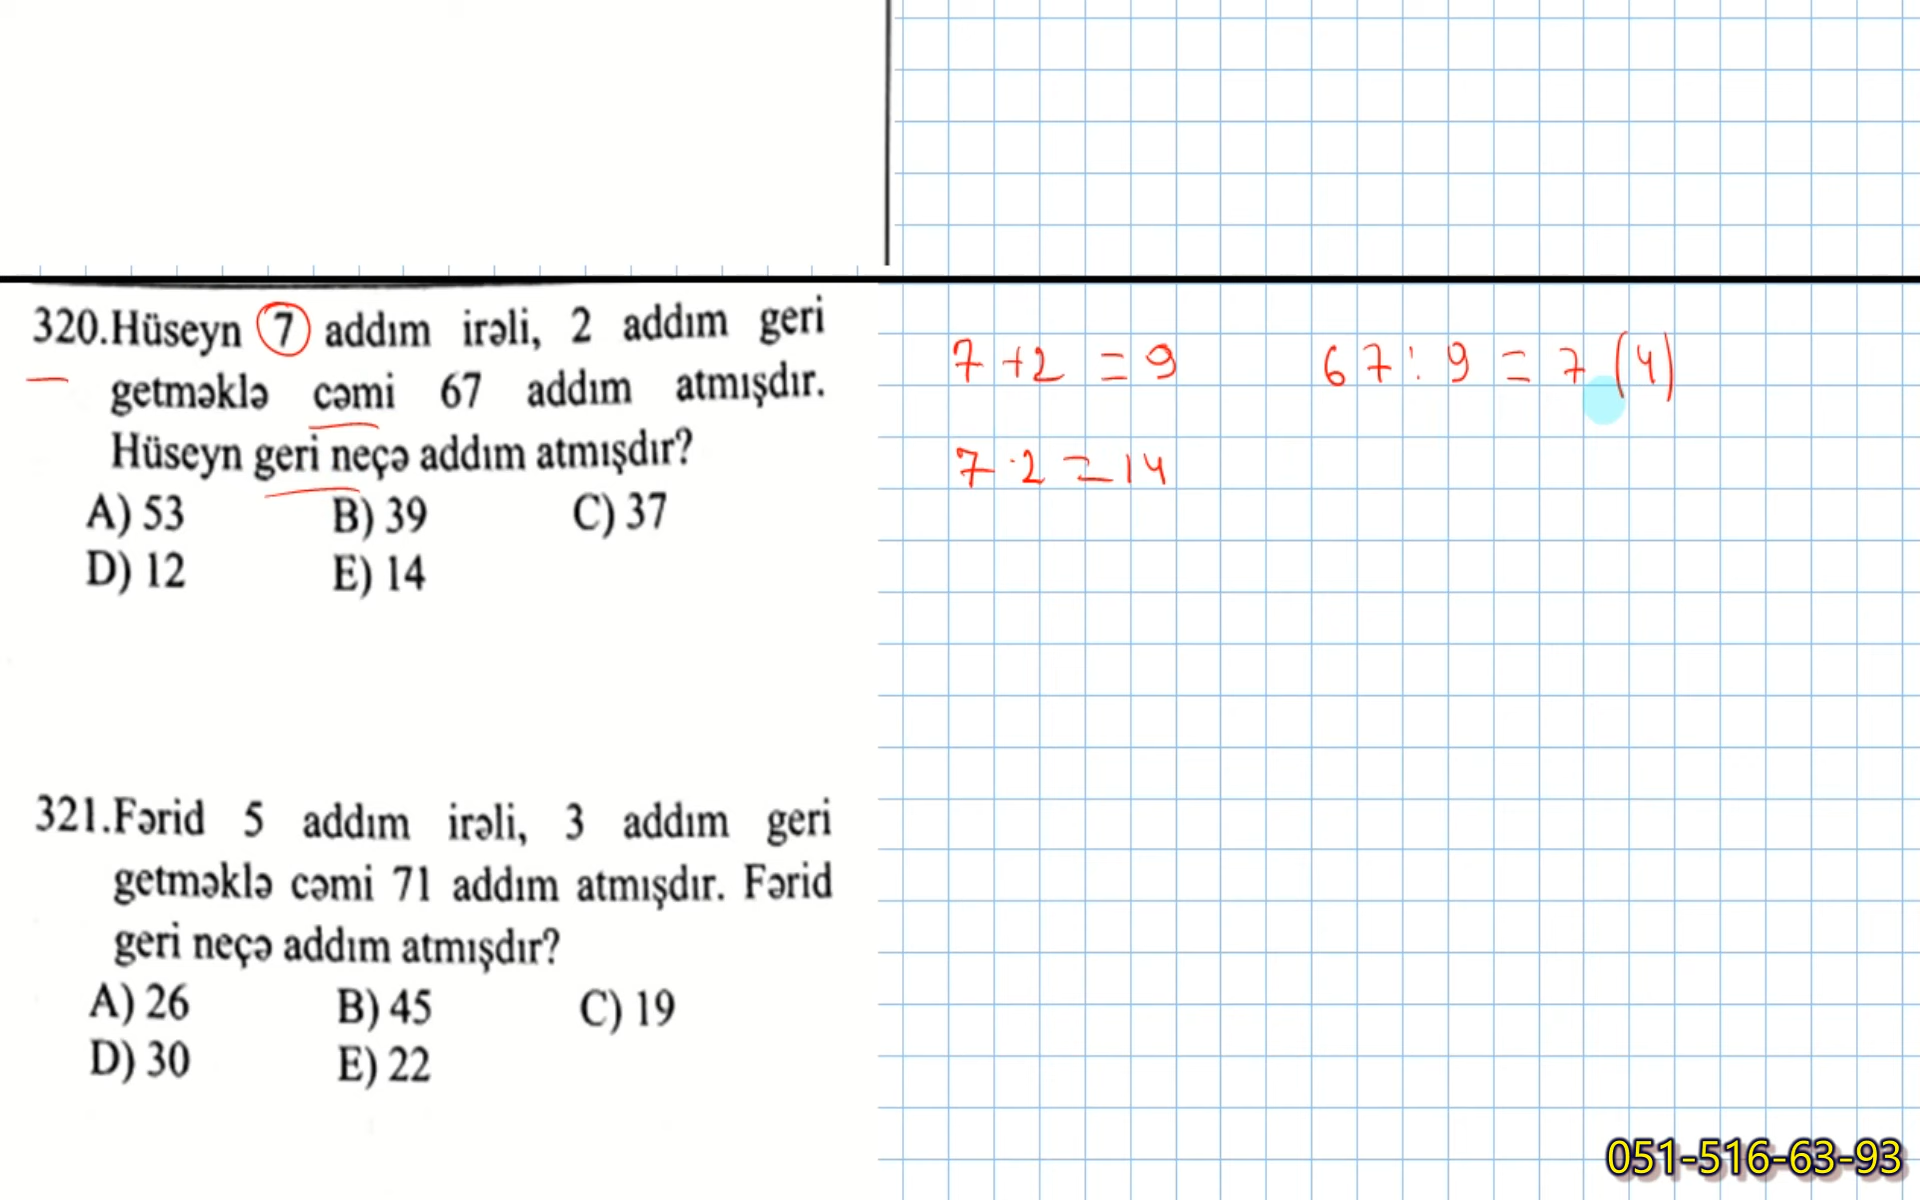 320.Hüseyn 7 addım irəli, 2 addım geri
getməklə cəmi 67 addım atmışdır.
Hüseyn geri neçə addım atmışdır?
A) 53 B) 39 C) 37
D) 12 E) 14
7 + 2 = 9 67 : 9 = 7 (4)
7 · 2 = 14
321.Fərid 5 addım irəli, 3 addım geri
getməklə cəmi 71 addım atmışdır. Fərid
geri neçə addım atmışdır?
A) 26 B) 45 C) 19
D) 30 E) 22
051-516-63-93